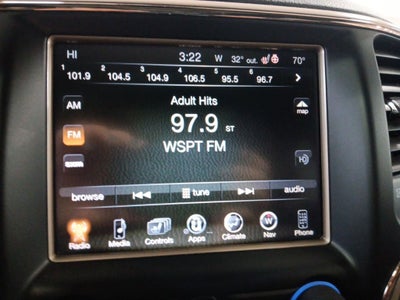 HI 3:22 W 32° out. 70°
1 101.9 2 104.5 3 104.9 4 106.5 5 95.5 6 96.7
Adult Hits
AM
map
97.9 ST
FM
WSPT FM
browse tune audio
Radio Media Controls Apps Climate Nav Phone